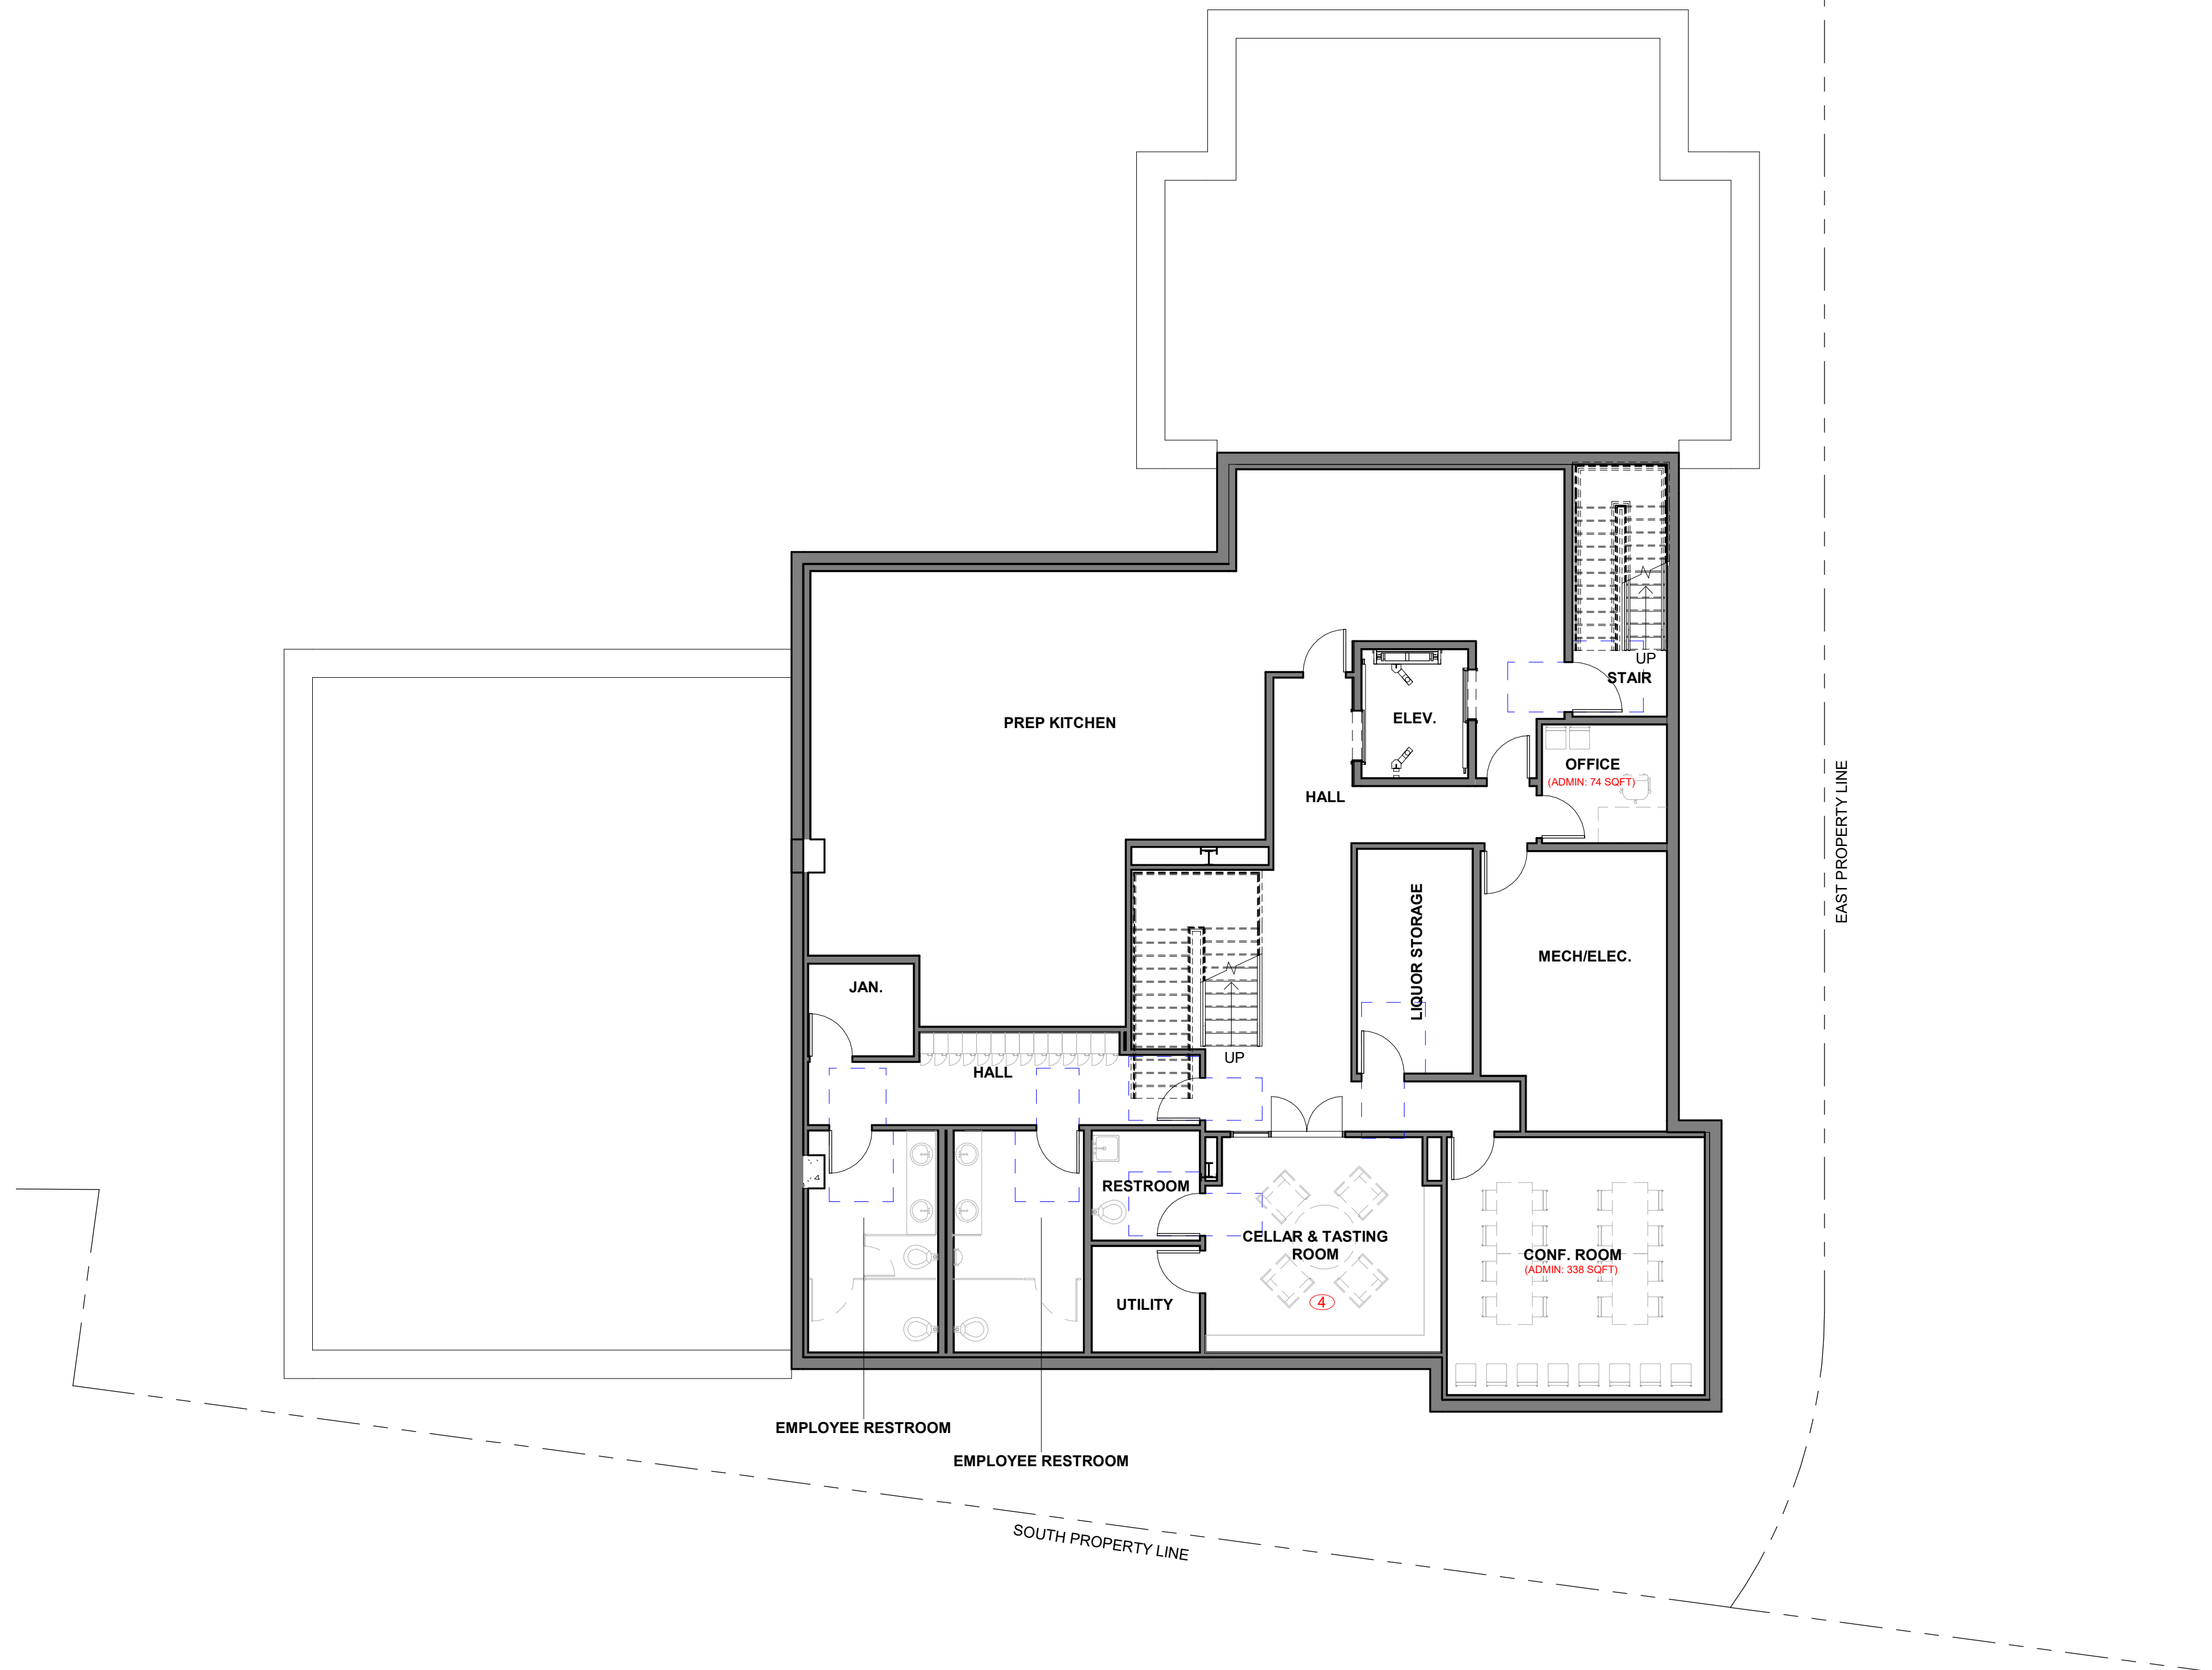 UP
STAIR
PREP KITCHEN
ELEV.
OFFICE
(ADMIN: 74 SQFT)
HALL
EAST PROPERTY LINE
LIQUOR STORAGE
MECH/ELEC.
JAN.
UP
HALL
RESTROOM
CELLAR & TASTING
ROOM
CONF. ROOM
(ADMIN: 338 SQFT)
UTILITY
4
EMPLOYEE RESTROOM
EMPLOYEE RESTROOM
SOUTH PROPERTY LINE